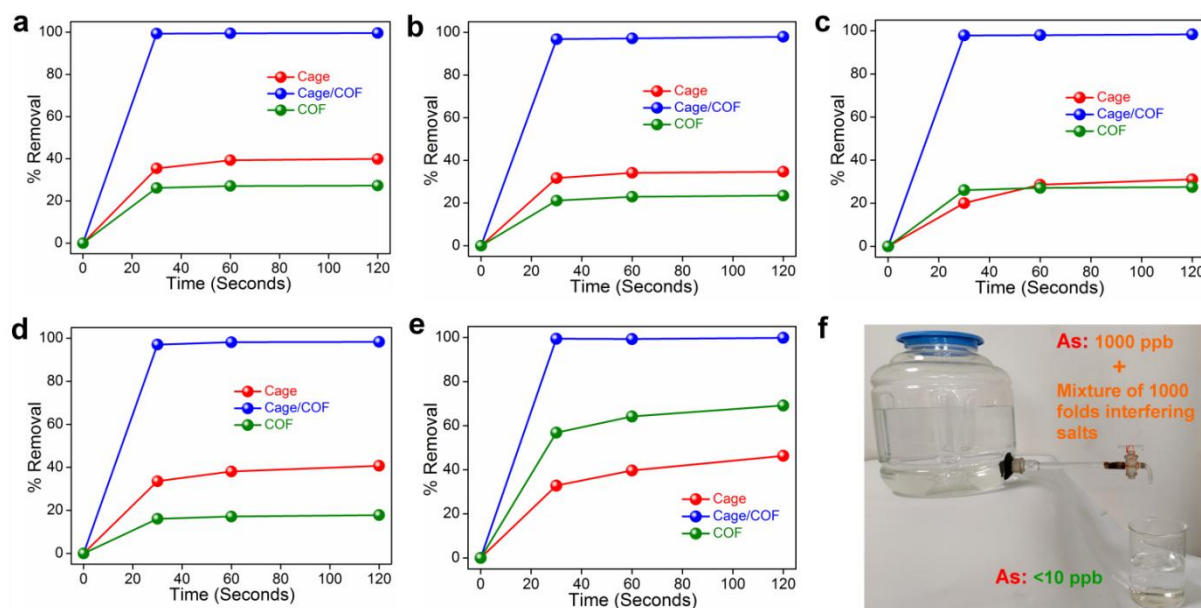 a
% Removal
100
80
60
40
20
0
Cage
Cage/COF
COF
0 20 40 60 80 100 120
Time (Seconds)
b
% Removal
100
80
60
40
20
0
Cage
Cage/COF
COF
0 20 40 60 80 100 120
Time (Seconds)
c
% Removal
100
80
60
40
20
0
Cage
Cage/COF
COF
0 20 40 60 80 100 120
Time (Seconds)
d
% Removal
100
80
60
40
20
0
Cage
Cage/COF
COF
0 20 40 60 80 100 120
Time (Seconds)
e
% Removal
100
80
60
40
20
0
Cage
Cage/COF
COF
0 20 40 60 80 100 120
Time (Seconds)
f
As: 1000 ppb
+
Mixture of 1000
folds interfering
salts
As: <10 ppb